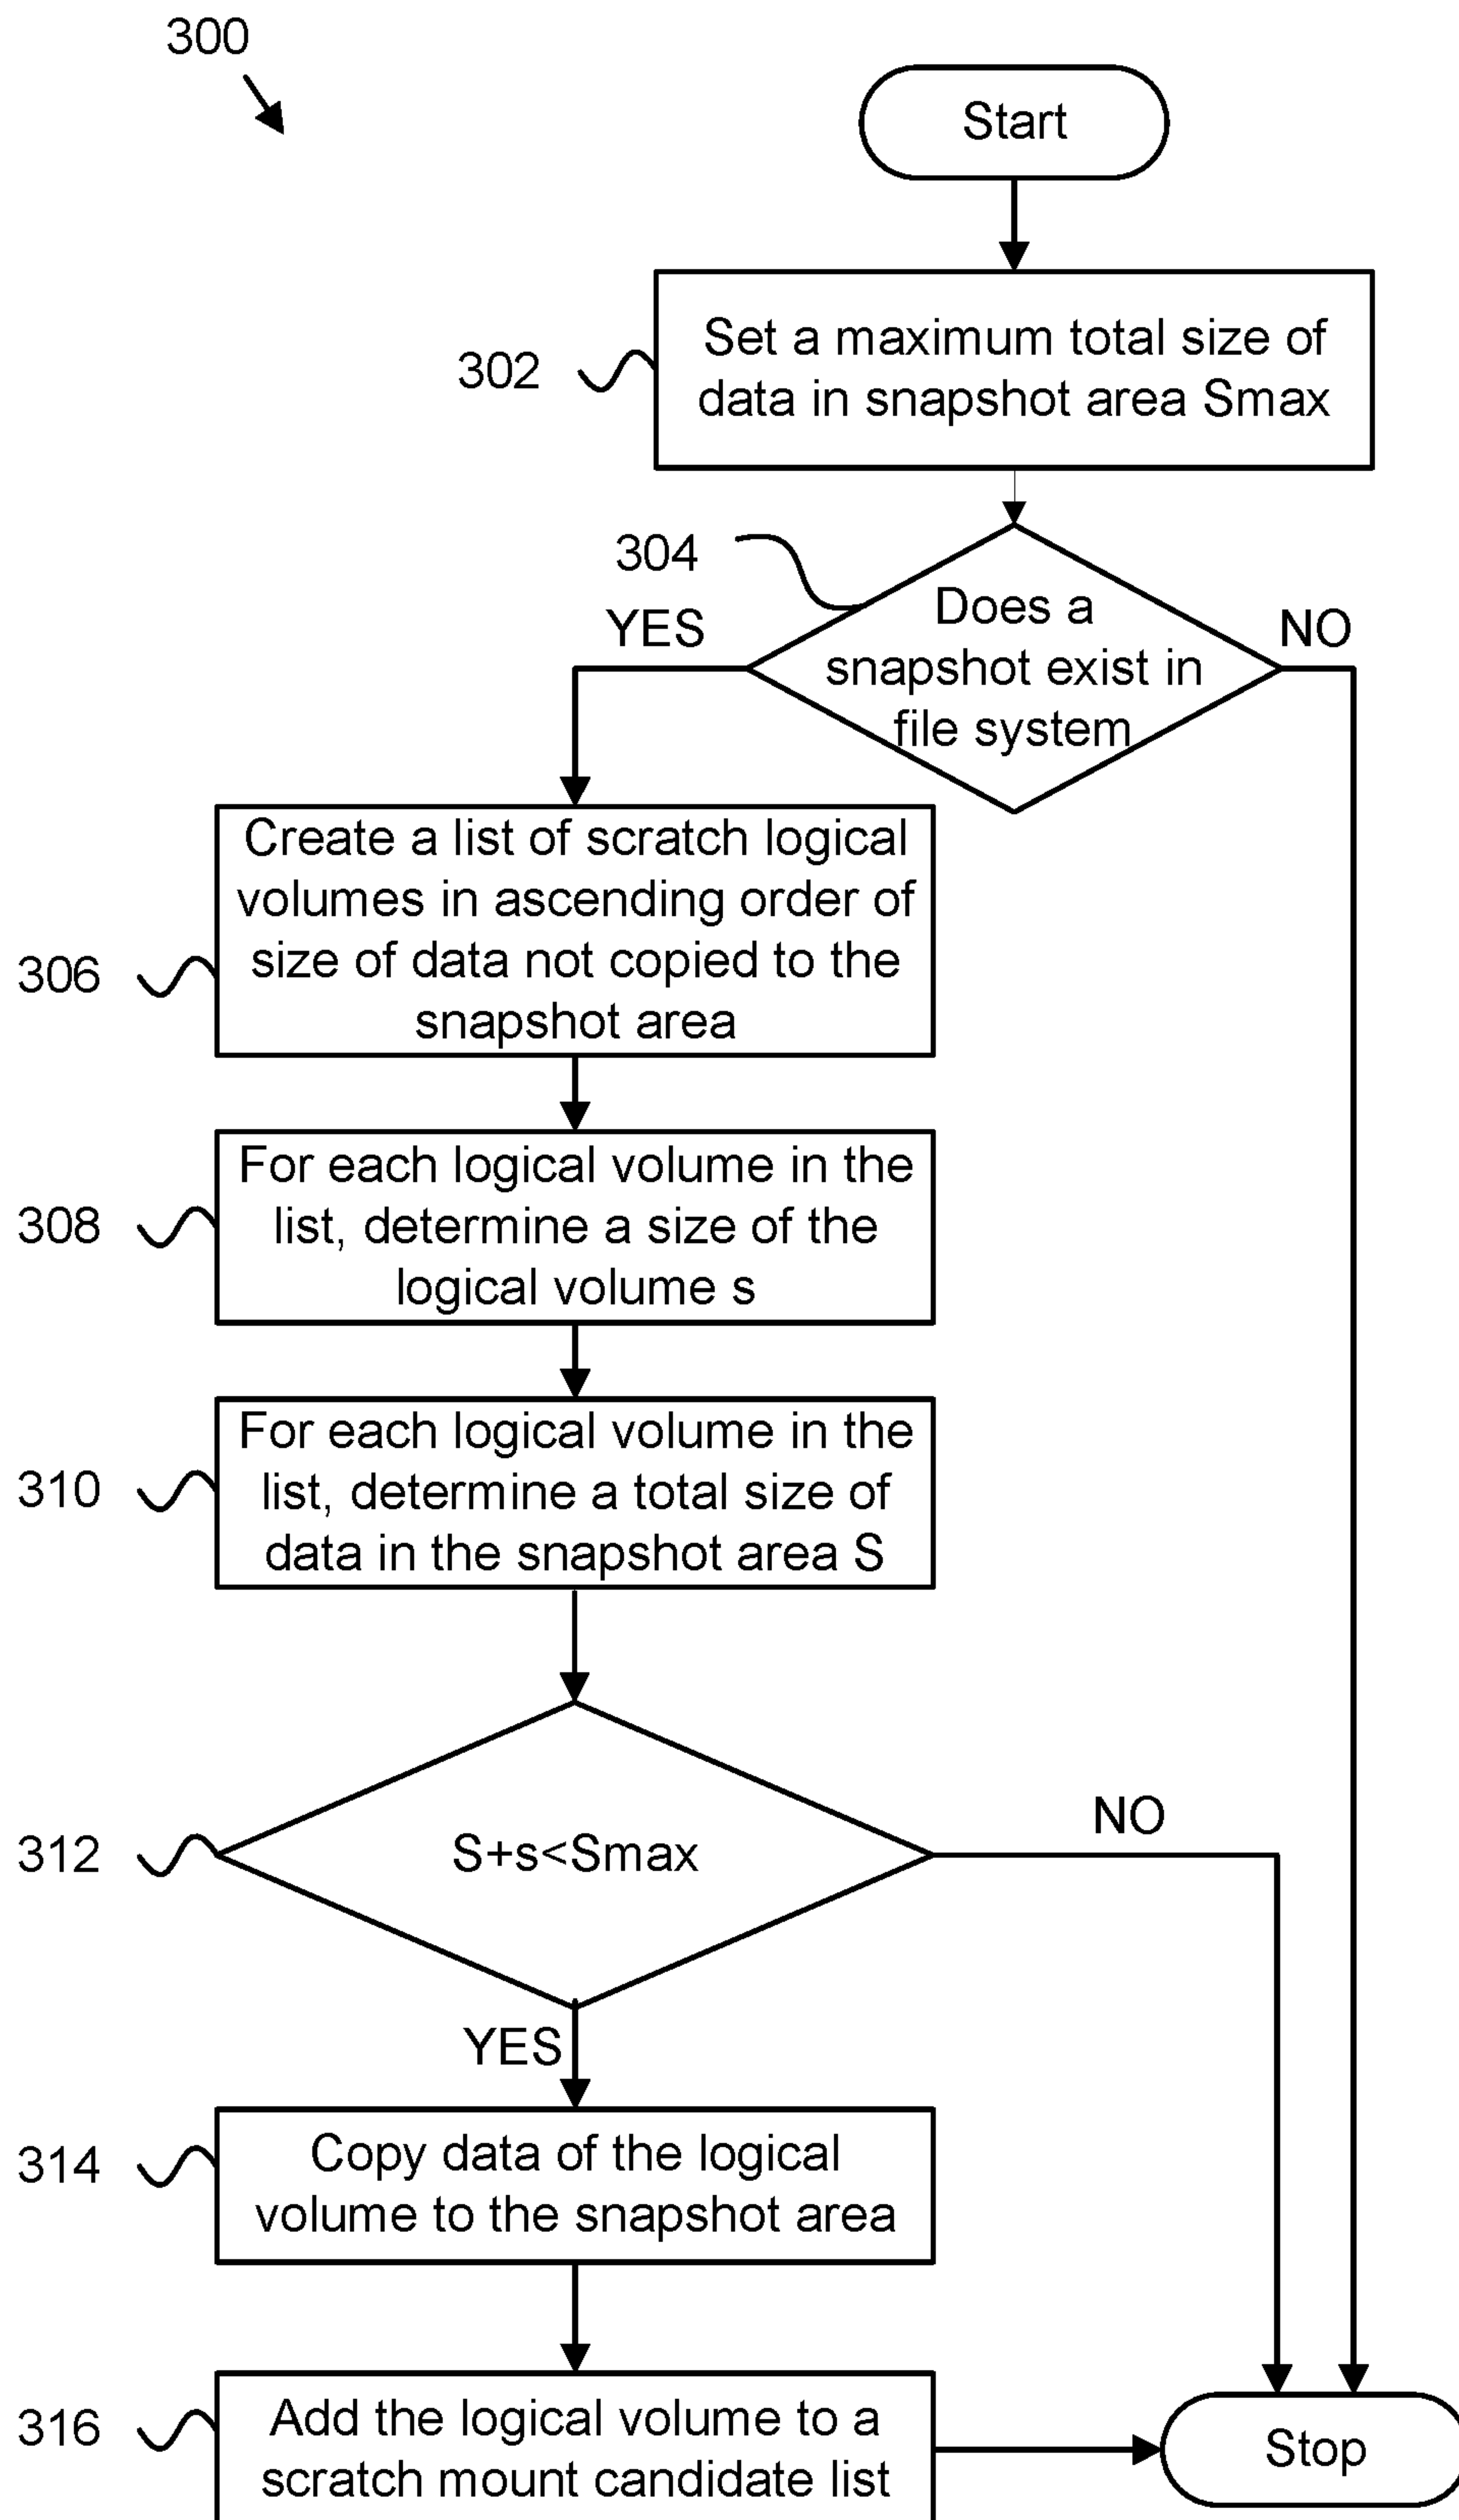 300
Start
302
Set a maximum total size of
data in snapshot area Smax
304
YES
NO
Does a
snapshot exist in
file system
306
Create a list of scratch logical
volumes in ascending order of
size of data not copied to the
snapshot area
308
For each logical volume in the
list, determine a size of the
logical volume s
310
For each logical volume in the
list, determine a total size of
data in the snapshot area S
312
S+s<Smax
NO
YES
314
Copy data of the logical
volume to the snapshot area
316
Add the logical volume to a
scratch mount candidate list
Stop